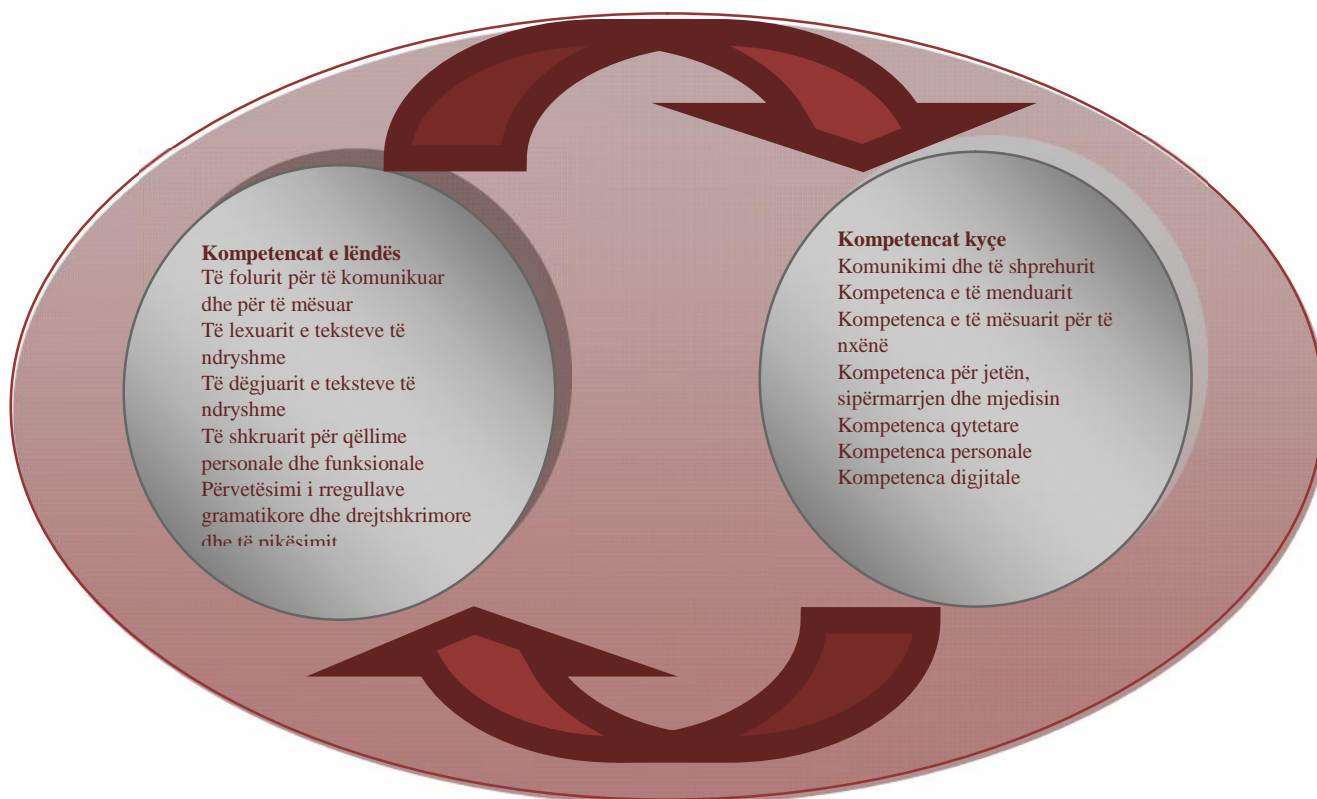 Kompetencat e lëndës
Të folurit për të komunikuar
dhe për të mësuar
Të lexuarit e teksteve të
ndryshme
Të dëgjuarit e teksteve të
ndryshme
Të shkruarit për qëllime
personale dhe funksionale
Përvetësimi i rregullave
gramatikore dhe drejtshkrimore
dhe të pikësimit
Kompetencat kyçe
Komunikimi dhe të shprehurit
Kompetenca e të menduarit
Kompetenca e të mësuarit për të
nxënë
Kompetenca për jetën,
sipërmarrjen dhe mjedisin
Kompetenca qytetare
Kompetenca personale
Kompetenca digjitale